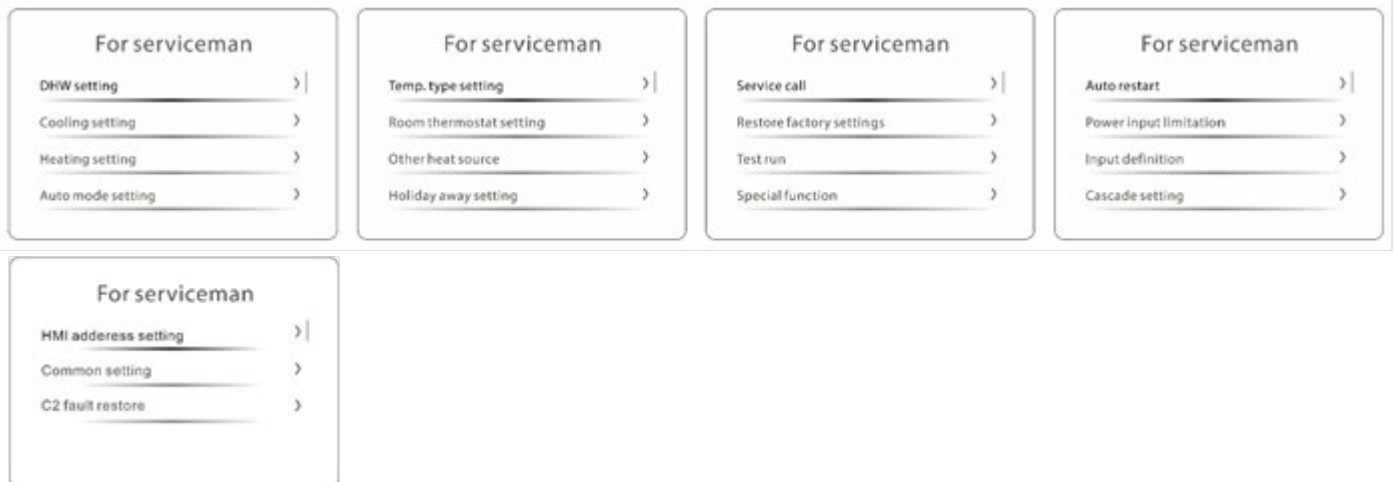 For serviceman
DHW setting
Cooling setting
Heating setting
Auto mode setting
For serviceman
Temp. type setting
Room thermostat setting
Other heat source
Holiday away setting
For serviceman
Service call
Restore factory settings
Test run
Special function
For serviceman
Auto restart
Power input limitation
Input definition
Cascade setting
For serviceman
HMI adderess setting
Common setting
C2 fault restore